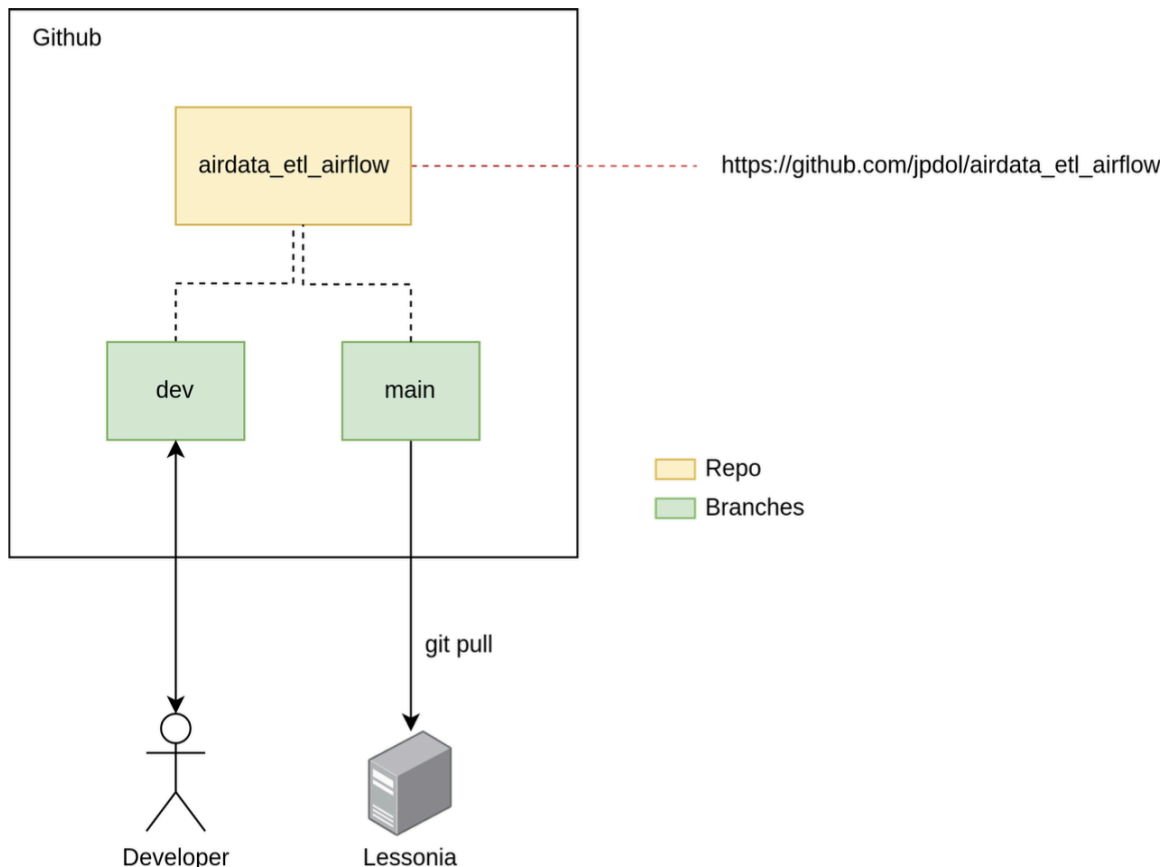 Github
airdata_etl_airflow
https://github.com/jpdol/airdata_etl_airflow
dev
main
Repo
Branches
git pull
Developer
Lessonia